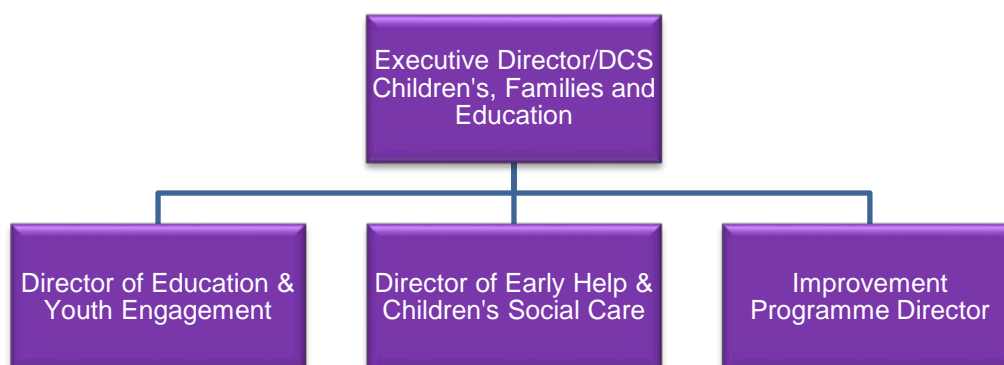 Executive Director/DCS
Children's, Families and
Education
Director of Education &
Youth Engagement
Director of Early Help &
Children's Social Care
Improvement
Programme Director